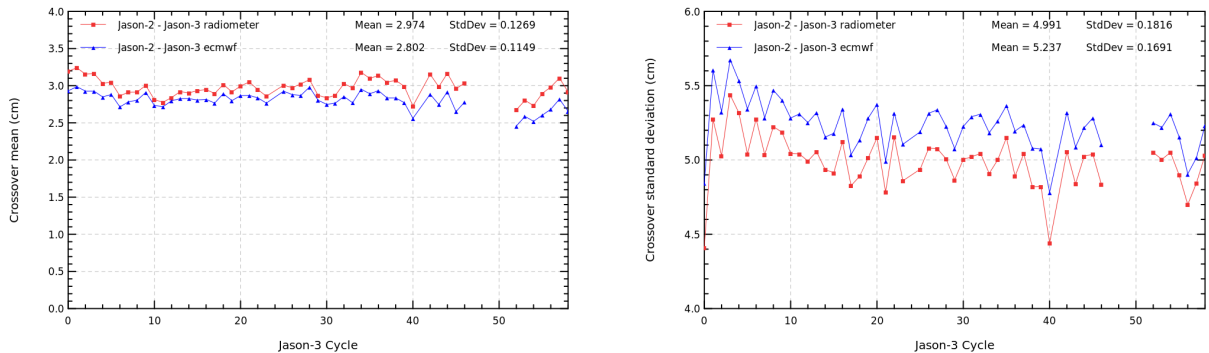 4.0
3.5
3.0
2.5
2.0
1.5
1.0
0.5
0.0
Crossover mean (cm)
Jason-2 - Jason-3 radiometer Mean = 2.974 StdDev = 0.1269
Jason-2 - Jason-3 ecmwf Mean = 2.802 StdDev = 0.1149
0 10 20 30 40 50
Jason-3 Cycle
6.0
5.5
5.0
4.5
4.0
Crossover standard deviation (cm)
Jason-2 - Jason-3 radiometer Mean = 4.991 StdDev = 0.1816
Jason-2 - Jason-3 ecmwf Mean = 5.237 StdDev = 0.1691
0 10 20 30 40 50
Jason-3 Cycle